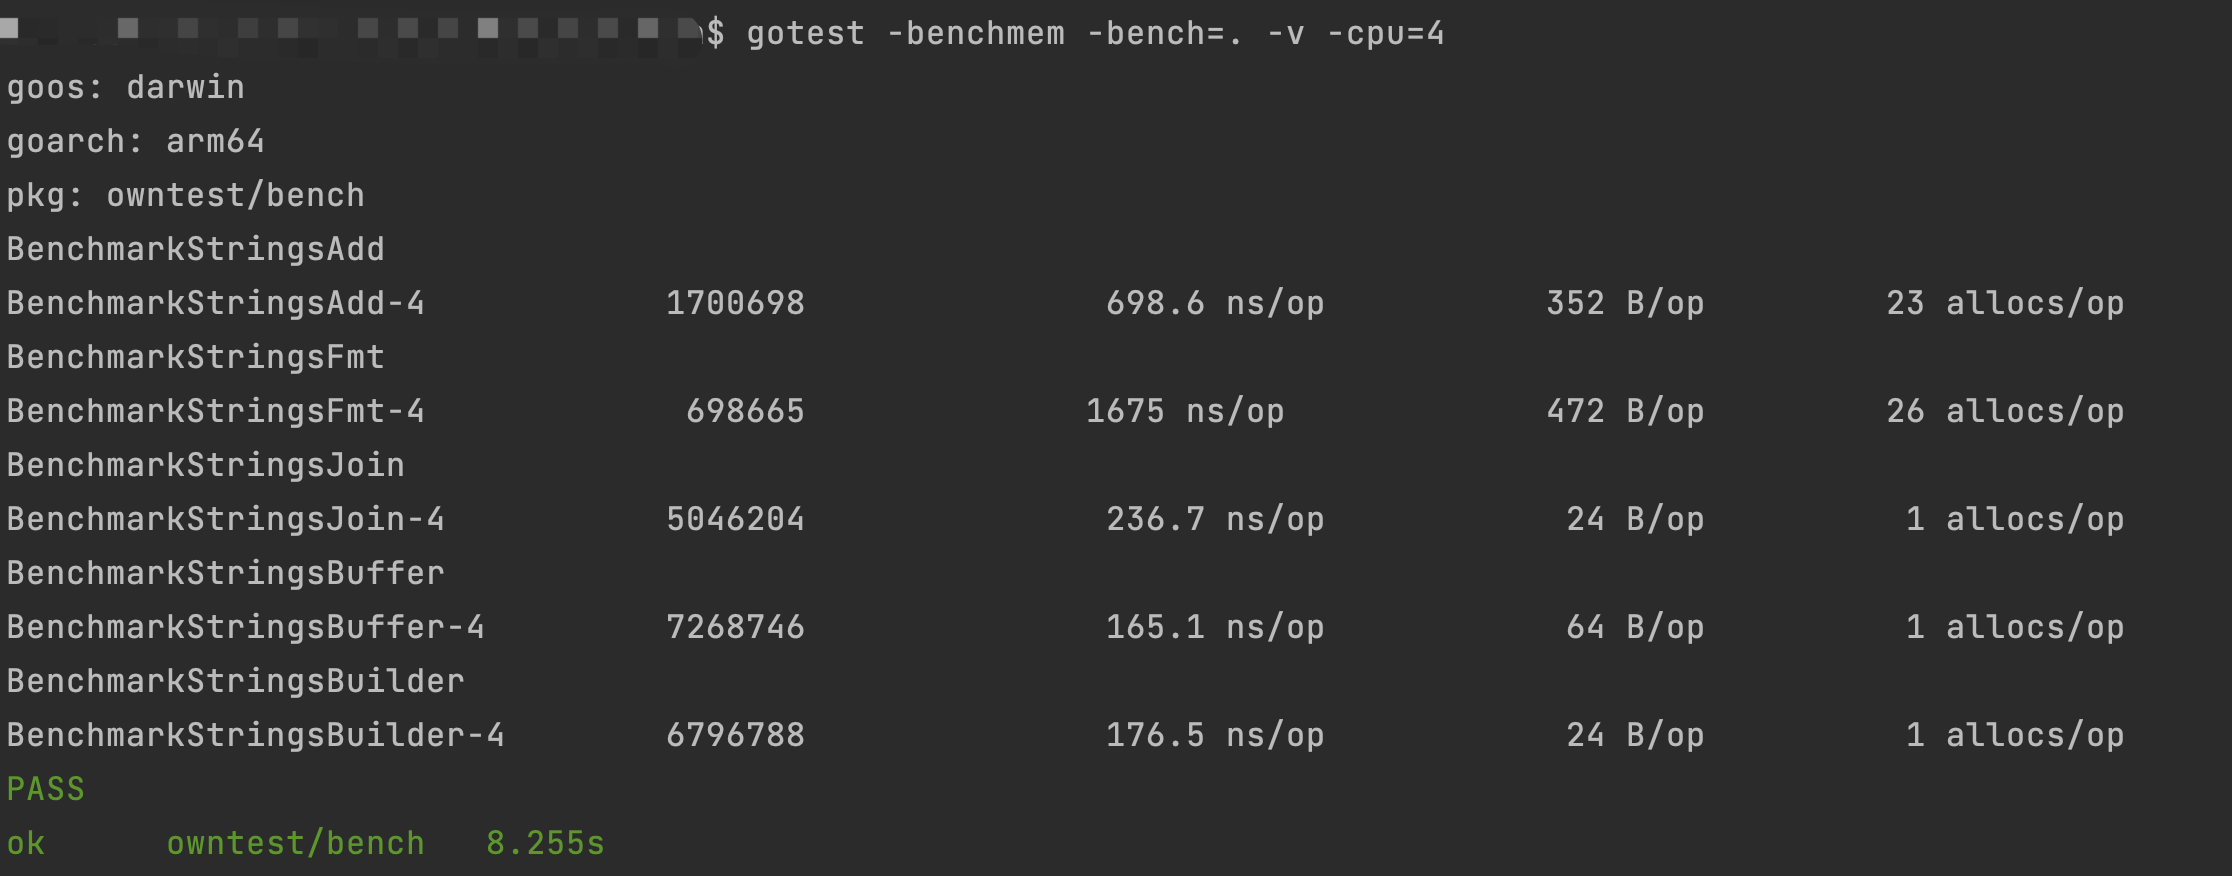 $ gotest -benchmem -bench=. -v -cpu=4
goos: darwin
goarch: arm64
pkg: owntest/bench
BenchmarkStringsAdd
BenchmarkStringsAdd-4 1700698 698.6 ns/op 352 B/op 23 allocs/op
BenchmarkStringsFmt
BenchmarkStringsFmt-4 698665 1675 ns/op 472 B/op 26 allocs/op
BenchmarkStringsJoin
BenchmarkStringsJoin-4 5046204 236.7 ns/op 24 B/op 1 allocs/op
BenchmarkStringsBuffer
BenchmarkStringsBuffer-4 7268746 165.1 ns/op 64 B/op 1 allocs/op
BenchmarkStringsBuilder
BenchmarkStringsBuilder-4 6796788 176.5 ns/op 24 B/op 1 allocs/op
PASS
ok owntest/bench 8.255s